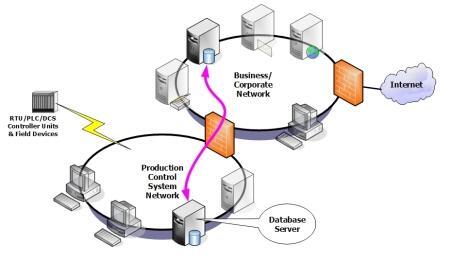 Business/
Corporate
Network
Internet
RTU/PLC/DCS
Controller Units
& Field Devices
Production
Control
System
Network
Database
Server